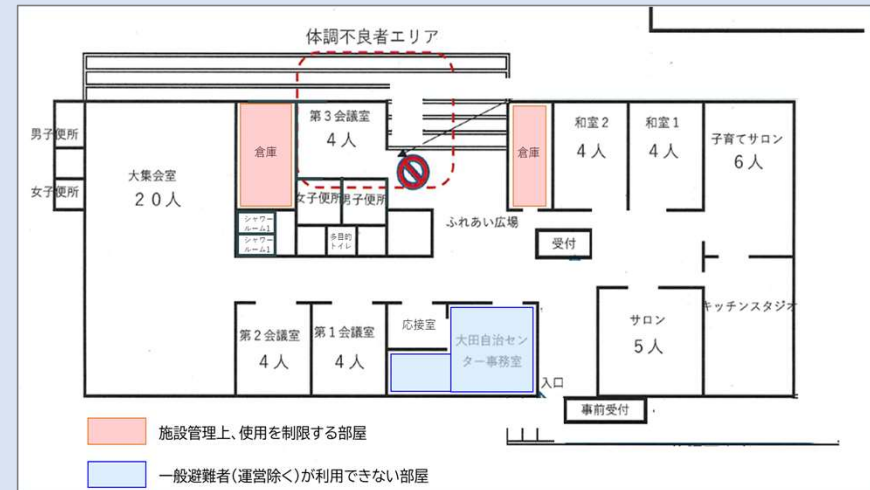 体調不良者エリア
男子便所
女子便所
大集会室
２０人
倉庫
第３会議室
４人
女子便所
男子便所
シャワー
ルーム1
シャワー
ルーム1
多目的
トイレ
ふれあい広場
倉庫
和室２
４人
和室１
４人
子育てサロン
６人
受付
第２会議室
４人
第１会議室
４人
応接室
大田自治セン
ター事務室
入口
サロン
５人
キッチンスタジオ
事前受付
施設管理上、使用を制限する部屋
一般避難者（運営除く）が利用できない部屋